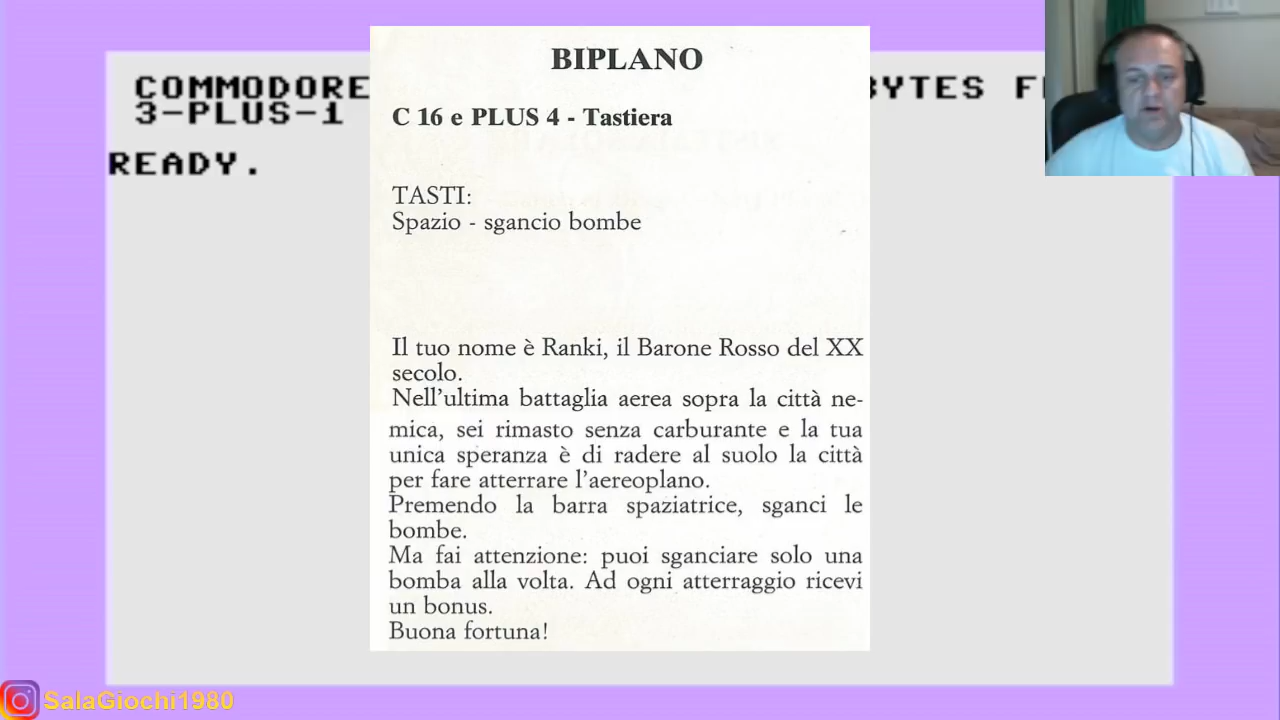 BIPLANO
C 16 e PLUS 4 - Tastiera
COMMODORE
BYTES
3-PLUS-1
READY.
TASTI:
Spazio - sgancio bombe
Il tuo nome è Ranki, il Barone Rosso del XX
secolo.
Nell'ultima battaglia aerea sopra la città ne-
mica, sei rimasto senza carburante e la tua
unica speranza è di radere al suolo la città
per fare atterrare l'aereoplano.
Premendo la barra spaziatrice, sganci le
bombe.
Ma fai attenzione: puoi sganciare solo una
bomba alla volta. Ad ogni atterraggio ricevi
un bonus.
Buona fortuna!
SalaGiochi1980